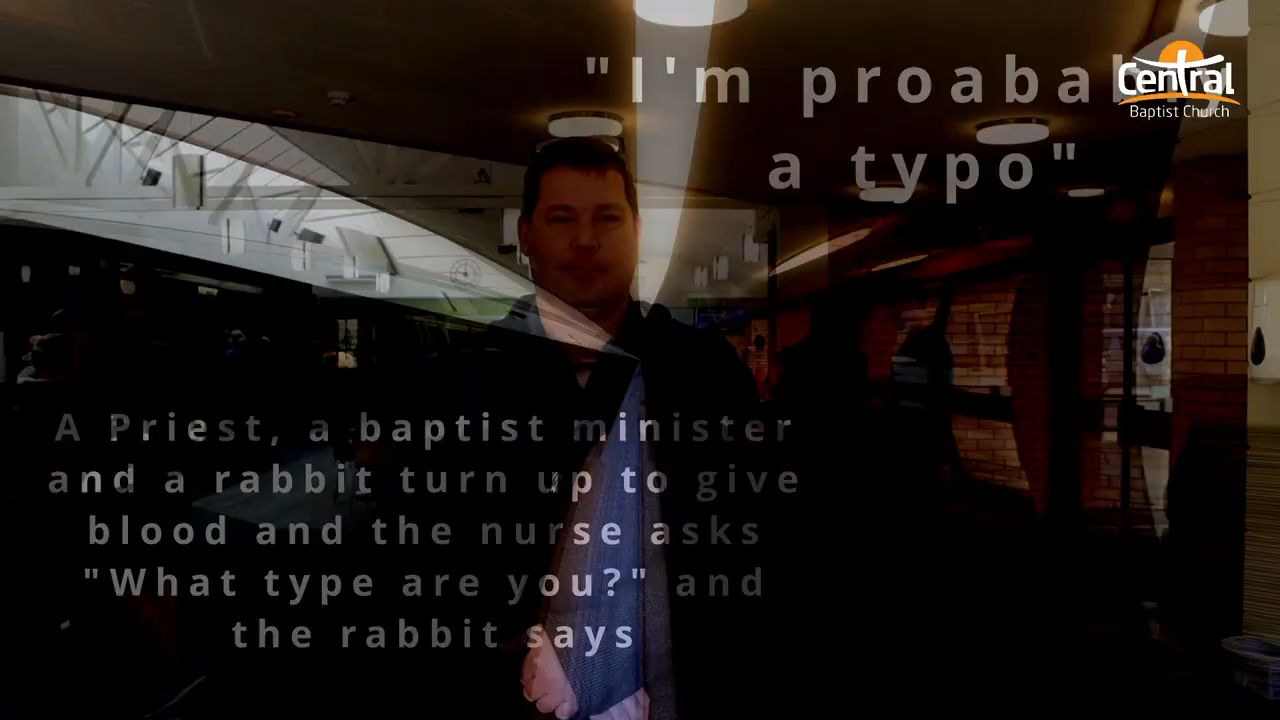 "I'm
a typo"
Central
Baptist Church
A Priest, a baptist minister
and a rabbit turn up to give
blood and the nurse asks
"What type are you?" and
the rabbit says